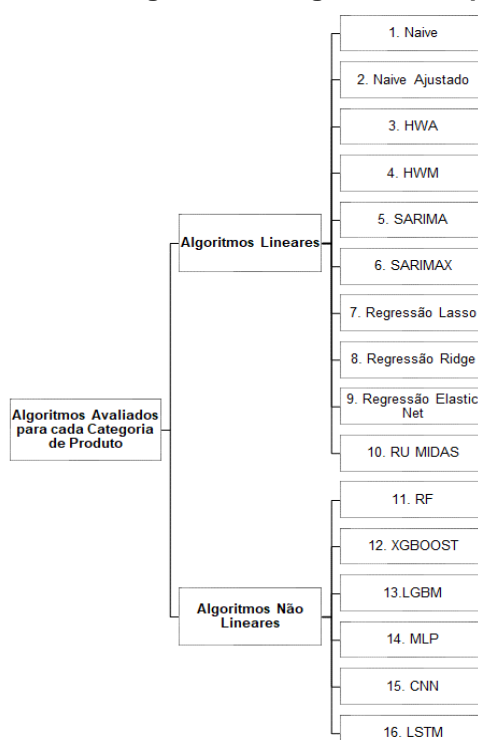 1. Naive
2. Naive Ajustado
3. HWA
4. HWM
5. SARIMA
Algoritmos Lineares
6. SARIMAX
7. Regressão Lasso
8. Regressão Ridge
9. Regressão Elastic
Net
Algoritmos Avaliados
para cada Categoria
de Produto
10. RU MIDAS
11. RF
12. XGBOOST
13.LGBM
Algoritmos Não
Lineares
14. MLP
15. CNN
16. LSTM